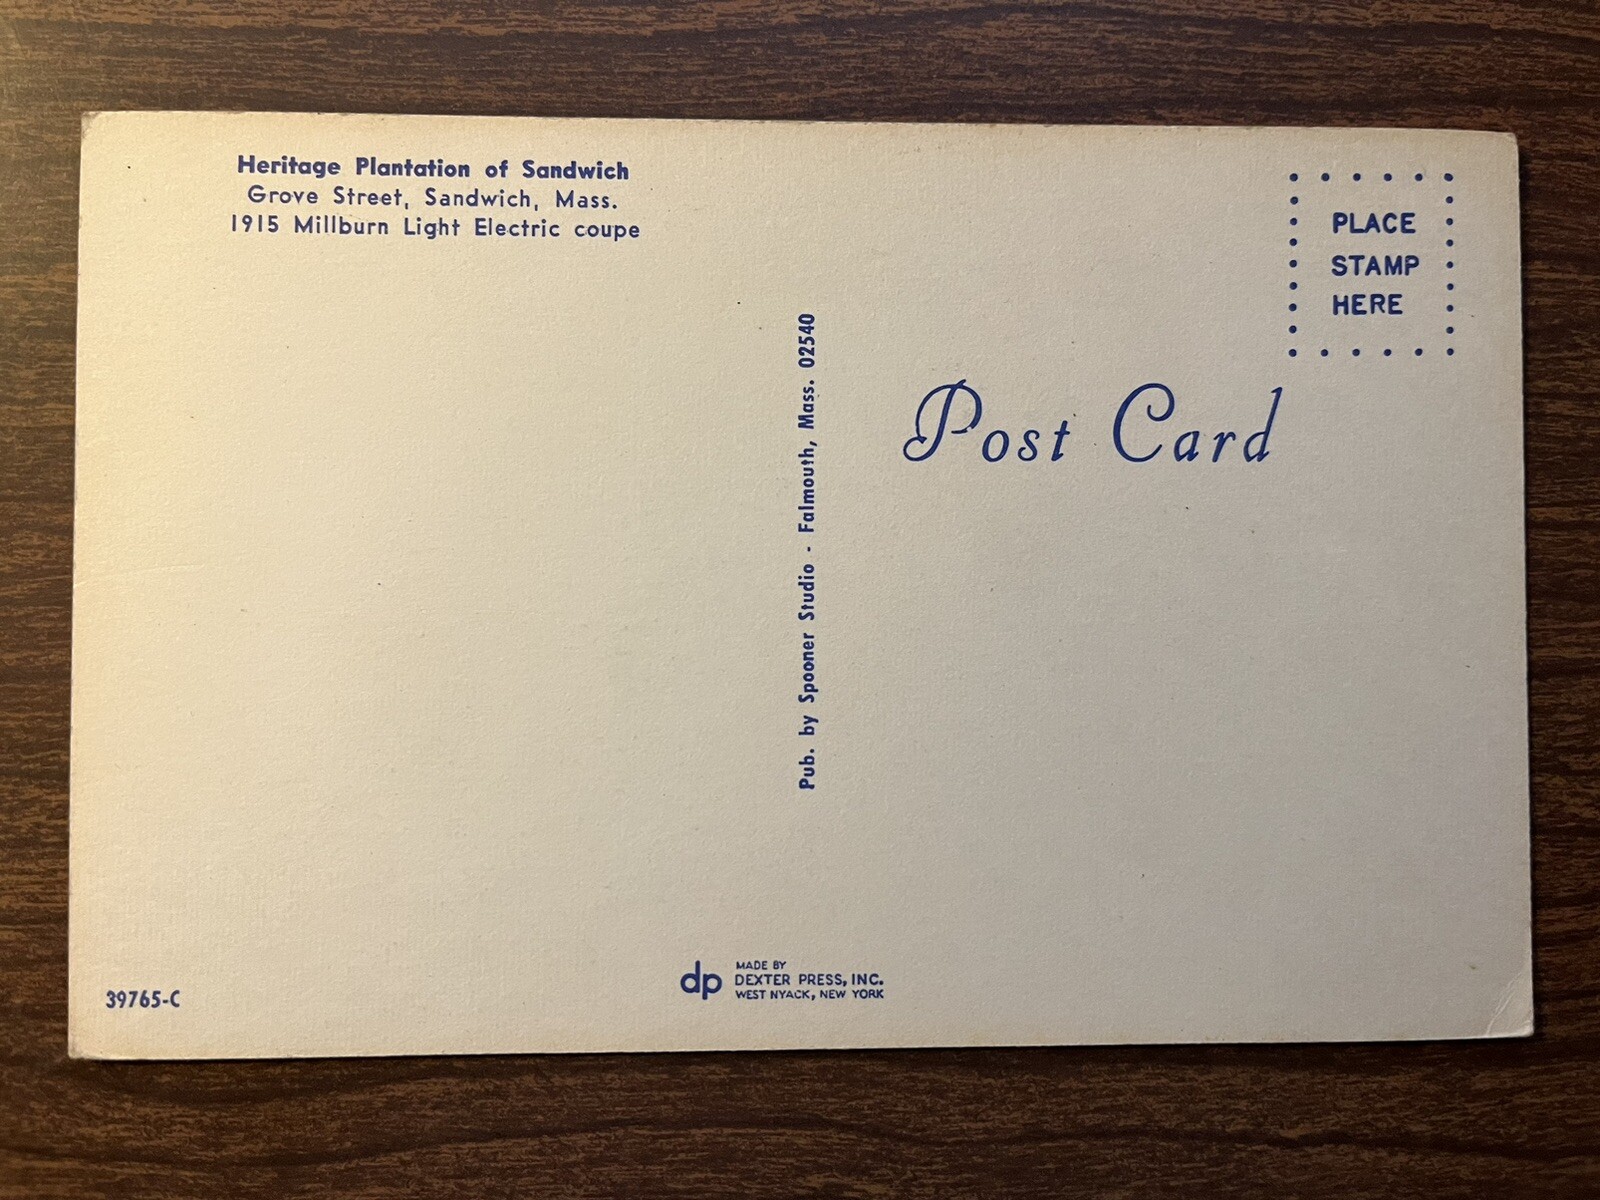 Heritage Plantation of Sandwich
Grove Street, Sandwich, Mass.
1915 Millburn Light Electric coupe
PLACE
STAMP
HERE
Pub. by Spooner Studio - Falmouth, Mass. 02540
Post Card
39765-C
dp
MADE BY
DEXTER PRESS, INC.
WEST NYACK, NEW YORK